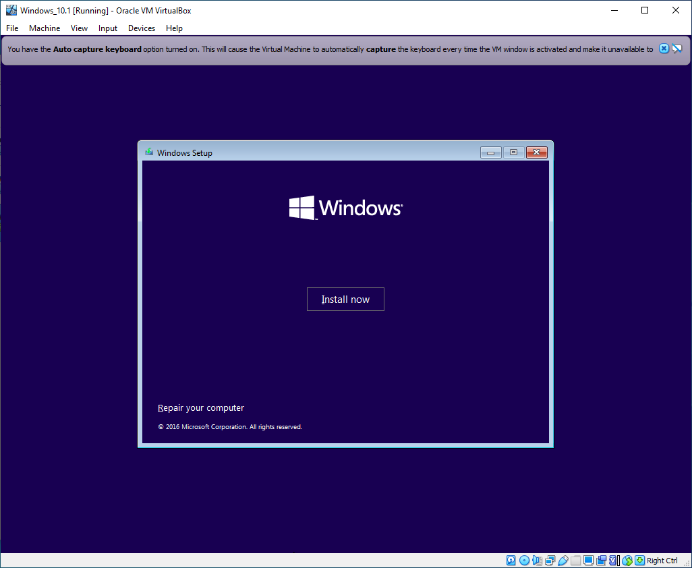 Windows_10.1 [Running] - Oracle VM VirtualBox
File Machine View Input Devices Help
You have the Auto capture keyboard option turned on. This will cause the Virtual Machine to automatically capture the keyboard every time the VM window is activated and make it unavailable to
Windows Setup
Windows
Install now
Repair your computer
© 2016 Microsoft Corporation. All rights reserved.
Right Ctrl